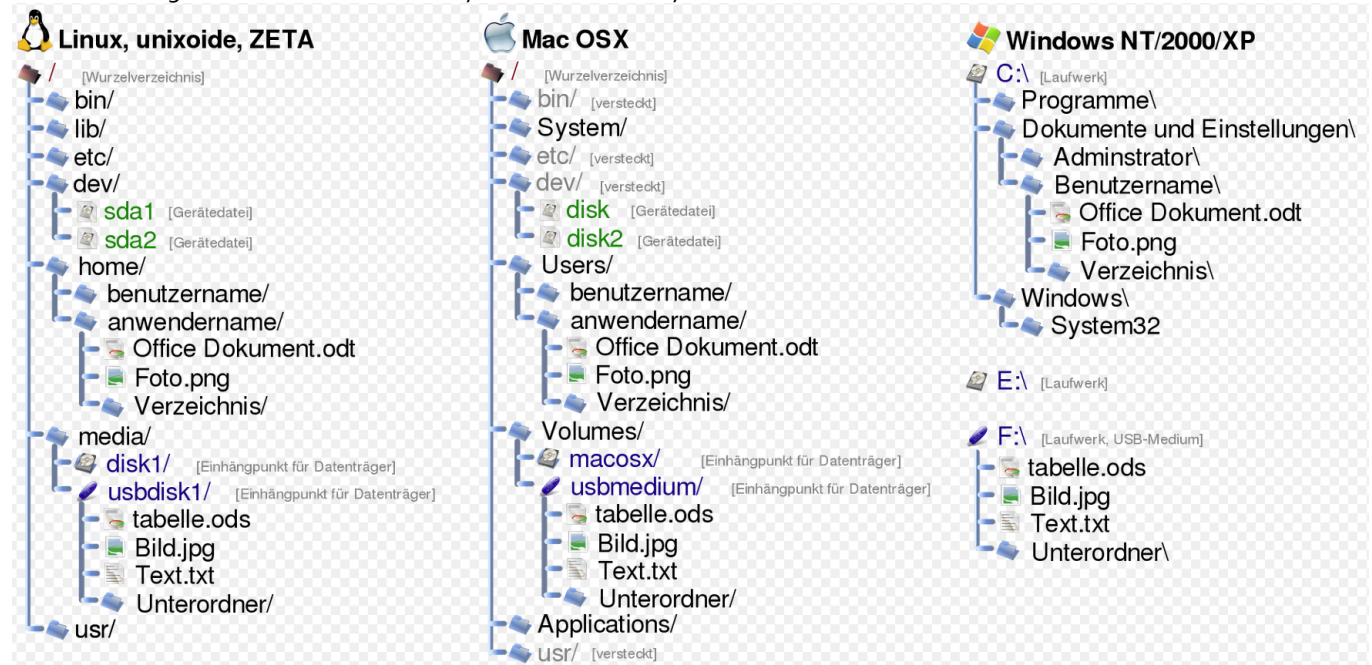 Linux, unixoide, ZETA
/ [Wurzelverzeichnis]
bin/
lib/
etc/
dev/
sda1 [Gerätedatei]
sda2 [Gerätedatei]
home/
benutzername/
anwendername/
Office Dokument.odt
Foto.png
Verzeichnis/
media/
disk1/ [Einhängpunkt für Datenträger]
usbdisk1/ [Einhängpunkt für Datenträger]
tabelle.ods
Bild.jpg
Text.txt
Unterordner/
usr/
Mac OSX
/ [Wurzelverzeichnis]
bin/ [versteckt]
System/
etc/ [versteckt]
dev/ [versteckt]
disk [Gerätedatei]
disk2 [Gerätedatei]
Users/
benutzername/
anwendername/
Office Dokument.odt
Foto.png
Verzeichnis/
Volumes/
macosx/ [Einhängpunkt für Datenträger]
usbmedium/ [Einhängpunkt für Datenträger]
tabelle.ods
Bild.jpg
Text.txt
Unterordner/
Applications/
usr/ [versteckt]
Windows NT/2000/XP
C:\ [Laufwerk]
Programme\
Dokumente und Einstellungen\
Adminstrator\
Benutzername\
Office Dokument.odt
Foto.png
Verzeichnis\
Windows\
System32
E:\ [Laufwerk]
F:\ [Laufwerk, USB-Medium]
tabelle.ods
Bild.jpg
Text.txt
Unterordner\